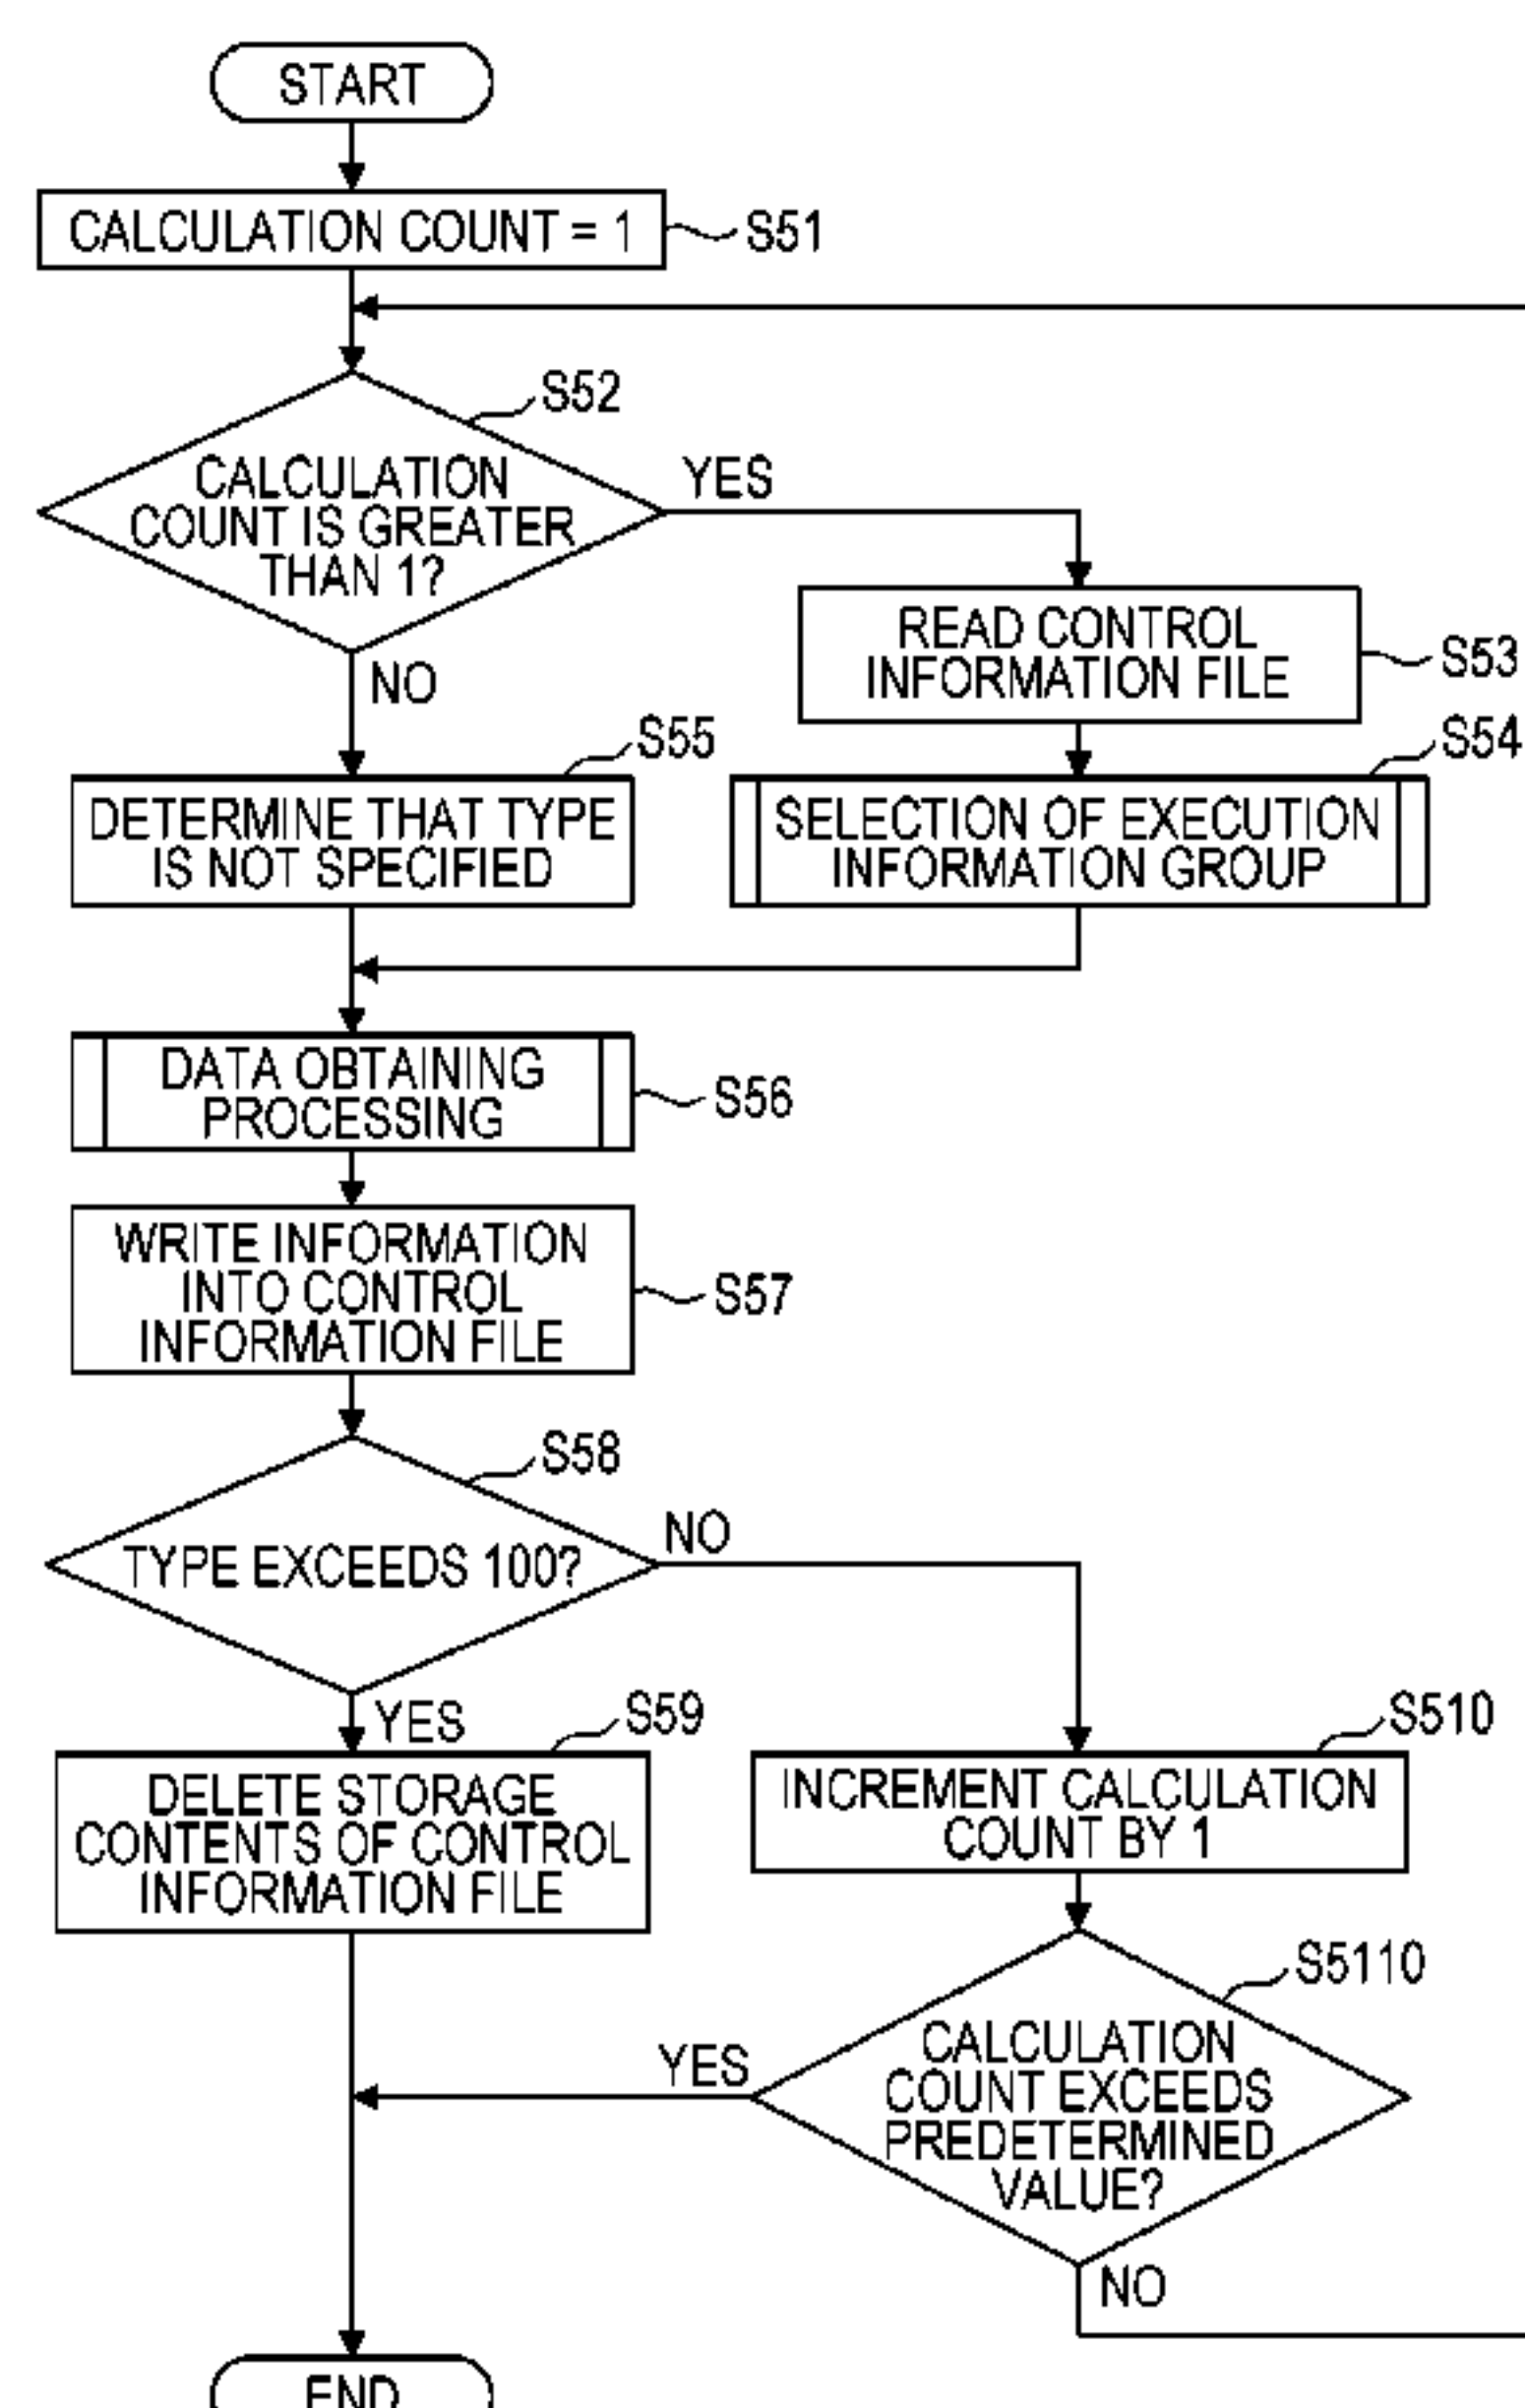 START
CALCULATION COUNT = 1
S51
S52
CALCULATION
COUNT IS GREATER
THAN 1?
YES
NO
READ CONTROL
INFORMATION FILE
S53
S55
DETERMINE THAT TYPE
IS NOT SPECIFIED
S54
SELECTION OF EXECUTION
INFORMATION GROUP
DATA OBTAINING
PROCESSING
S56
WRITE INFORMATION
INTO CONTROL
INFORMATION FILE
S57
S58
TYPE EXCEEDS 100?
NO
YES
S59
DELETE STORAGE
CONTENTS OF CONTROL
INFORMATION FILE
S510
INCREMENT CALCULATION
COUNT BY 1
S5110
CALCULATION
COUNT EXCEEDS
PREDETERMINED
VALUE?
YES
NO
END